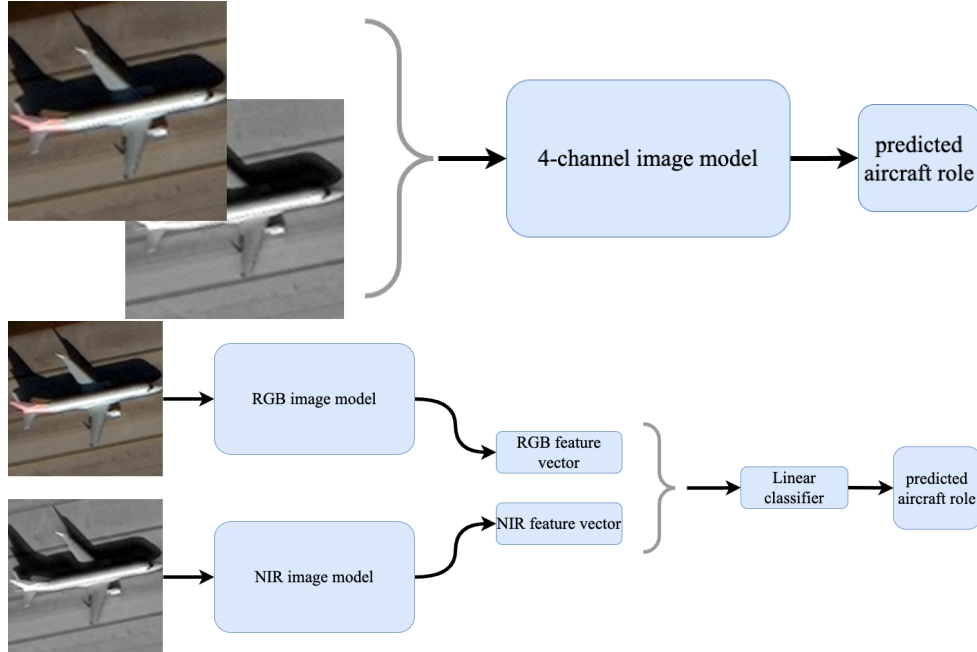 4-channel image model
predicted
aircraft role
RGB image model
RGB feature
vector
NIR image model
NIR feature vector
Linear
classifier
predicted
aircraft role